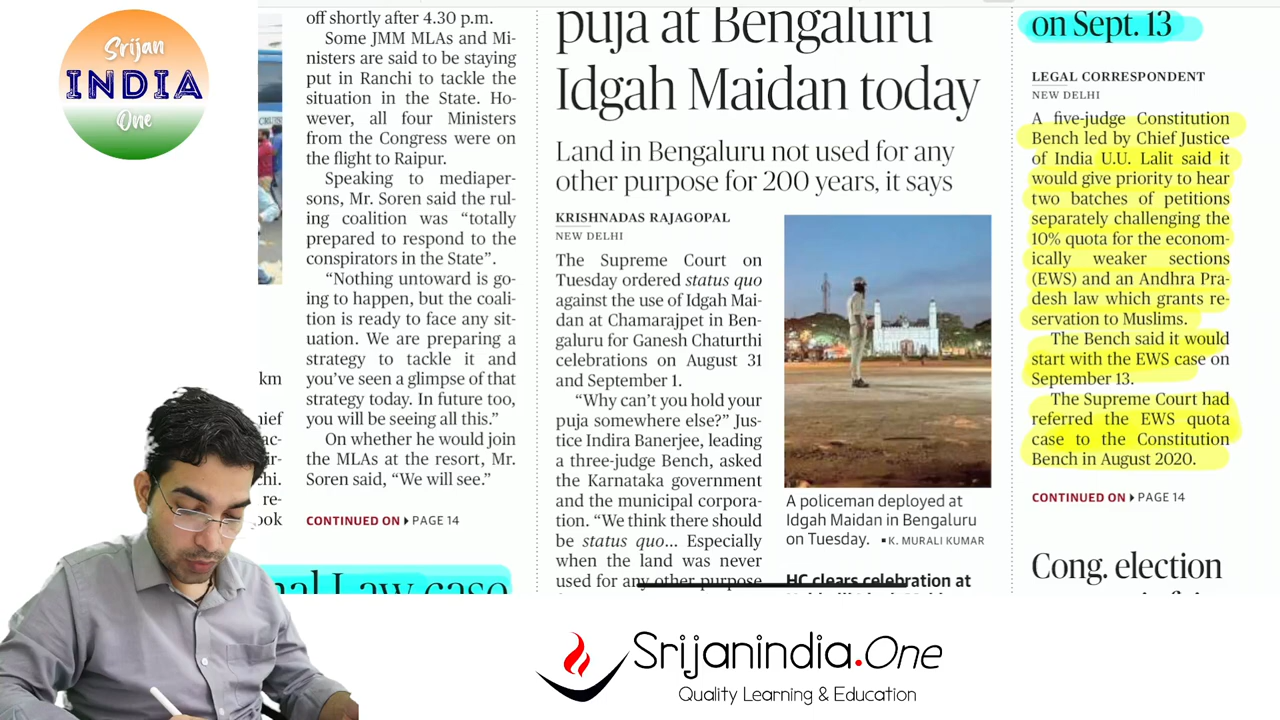 Srijan
INDIA
One
off shortly after 4.30 p.m.
Some JMM MLAs and Mi-
nisters are said to be staying
put in Ranchi to tackle the
situation in the State. Ho-
wever, all four Ministers
from the Congress were on
the flight to Raipur.
Speaking to mediaper-
sons, Mr. Soren said the rul-
ing coalition was “totally
prepared to respond to the
conspirators in the State”.
“Nothing untoward is go-
ing to happen, but the coali-
tion is ready to face any sit-
uation. We are preparing a
strategy to tackle it and
you’ve seen a glimpse of that
strategy today. In future too,
you will be seeing all this.”
On whether he would join
the MLAs at the resort, Mr.
Soren said, “We will see.”
CONTINUED ON PAGE 14
km
nal Law case
puja at Bengaluru
Idgah Maidan today
Land in Bengaluru not used for any
other purpose for 200 years, it says
KRISHNADAS RAJAGOPAL
NEW DELHI
The Supreme Court on
Tuesday ordered status quo
against the use of Idgah Mai-
dan at Chamarajpet in Ben-
galuru for Ganesh Chaturthi
celebrations on August 31
and September 1.
“Why can’t you hold your
puja somewhere else?” Jus-
tice Indira Banerjee, leading
a three-judge Bench, asked
the Karnataka government
and the municipal corpora-
tion. “We think there should
be status quo... Especially
when the land was never
used for any other purpose
A policeman deployed at
Idgah Maidan in Bengaluru
on Tuesday. ▪K. MURALI KUMAR
HC clears celebration at
on Sept. 13
LEGAL CORRESPONDENT
NEW DELHI
A five-judge Constitution
Bench led by Chief Justice
of India U.U. Lalit said it
would give priority to hear
two batches of petitions
separately challenging the
10% quota for the econom-
ically weaker sections
(EWS) and an Andhra Pra-
desh law which grants re-
servation to Muslims.
The Bench said it would
start with the EWS case on
September 13.
The Supreme Court had
referred the EWS quota
case to the Constitution
Bench in August 2020.
CONTINUED ON PAGE 14
Cong. election
Srijanindia.One
Quality Learning & Education